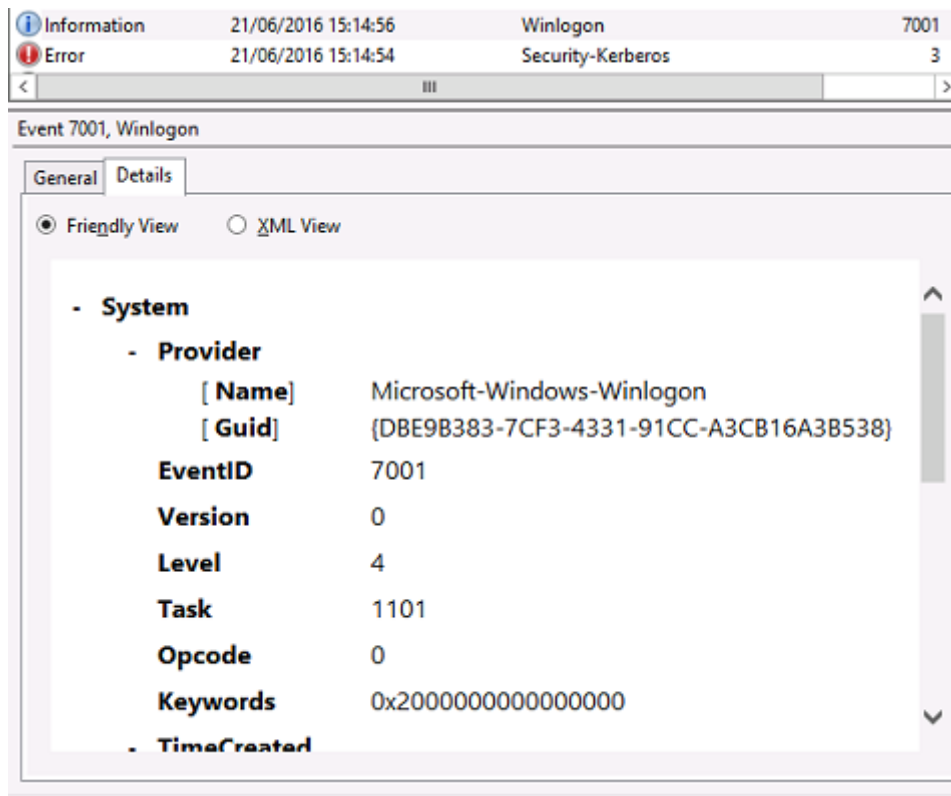 Information 21/06/2016 15:14:56 Winlogon 7001
Error 21/06/2016 15:14:54 Security-Kerberos 3
Event 7001, Winlogon
General Details
Friendly View XML View
- System
- Provider
[ Name] Microsoft-Windows-Winlogon
[ Guid] {DBE9B383-7CF3-4331-91CC-A3CB16A3B538}
EventID 7001
Version 0
Level 4
Task 1101
Opcode 0
Keywords 0x2000000000000000
- TimeCreated